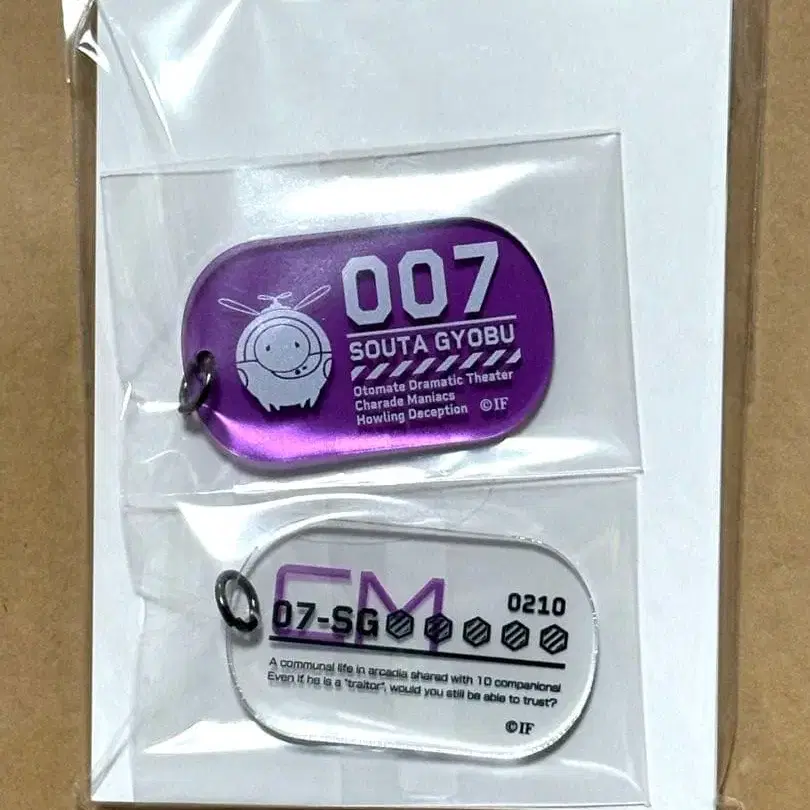 007
SOUTA GYOBU
Otomate Dramatic Theater
Charade Maniacs
Howling Deception ©IF
CM
0210
07-SG
A communal life in arcadia shared with 10 companions!
Even if he is a "traitor", would you still be able to trust?
©IF